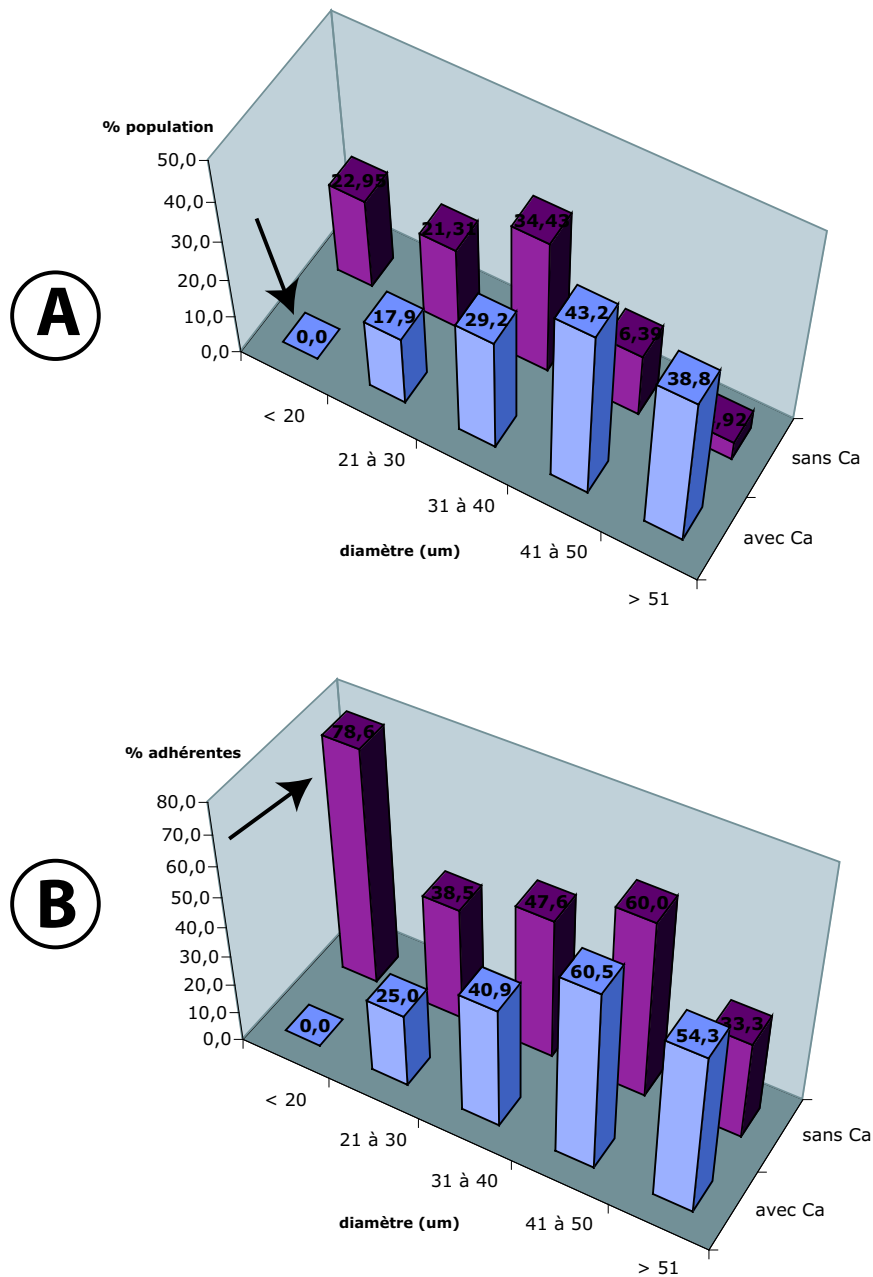 A
% population
50,0
40,0
30,0
20,0
10,0
0,0
22,95
21,31
34,43
6,39
,92
0,0
17,9
29,2
43,2
38,8
< 20
21 à 30
31 à 40
41 à 50
> 51
diamètre (um)
sans Ca
avec Ca
B
% adhérentes
80,0
70,0
60,0
50,0
40,0
30,0
20,0
10,0
0,0
78,6
38,5
47,6
60,0
33,3
0,0
25,0
40,9
60,5
54,3
< 20
21 à 30
31 à 40
41 à 50
> 51
diamètre (um)
sans Ca
avec Ca